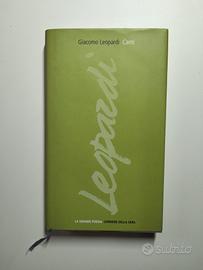 Giacomo Leopardi Canti
Leopardi
LA GRANDE POESIA CORRIERE DELLA SERA
subito